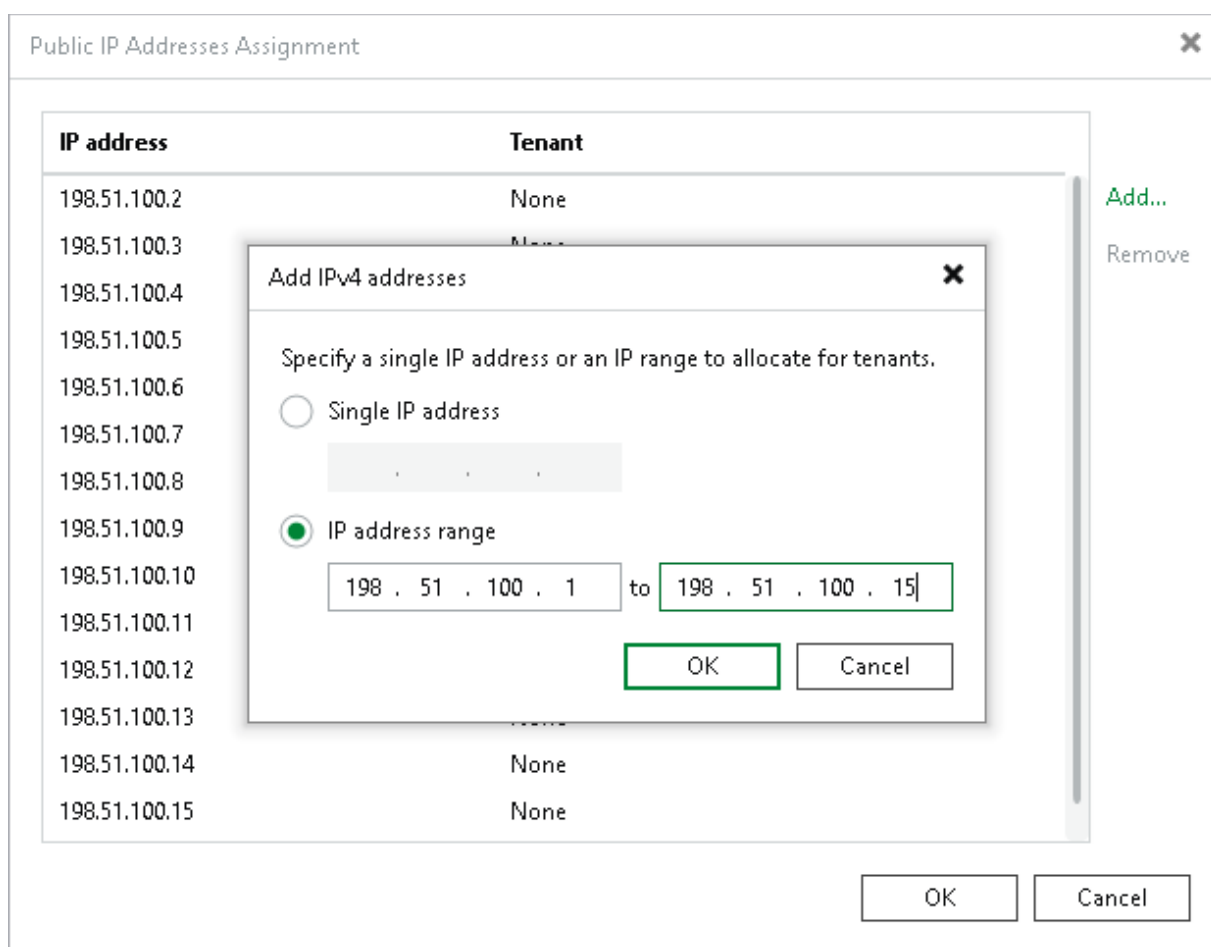 Public IP Addresses Assignment
IP address Tenant
198.51.100.2 None
Add...
198.51.100.3 None
Remove
198.51.100.4
198.51.100.5
198.51.100.6
198.51.100.7
198.51.100.8
198.51.100.9
198.51.100.10
198.51.100.11
198.51.100.12
198.51.100.13
198.51.100.14 None
198.51.100.15 None
Add IPv4 addresses
Specify a single IP address or an IP range to allocate for tenants.
Single IP address
. . .
IP address range
198 . 51 . 100 . 1 to 198 . 51 . 100 . 15
OK Cancel
OK Cancel